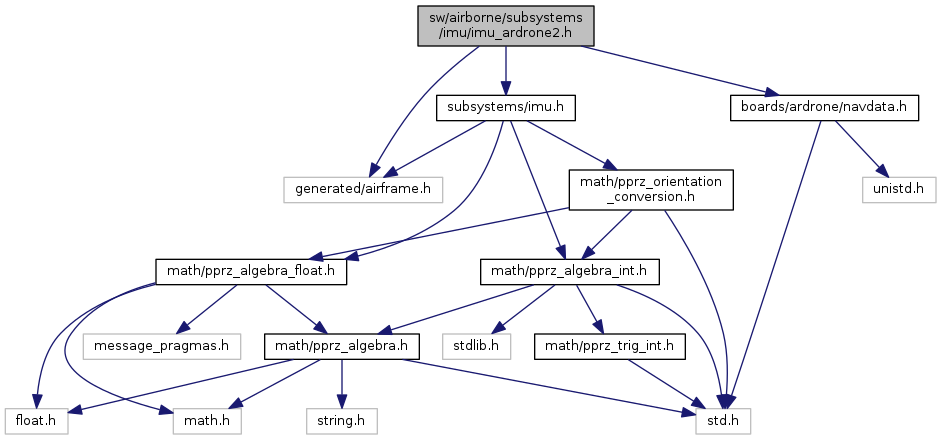 sw/airborne/subsystems
/imu/imu_ardrone2.h
subsystems/imu.h
boards/ardrone/navdata.h
generated/airframe.h
math/pprz_orientation
_conversion.h
unistd.h
math/pprz_algebra_float.h
math/pprz_algebra_int.h
message_pragmas.h
math/pprz_algebra.h
stdlib.h
math/pprz_trig_int.h
float.h
math.h
string.h
std.h